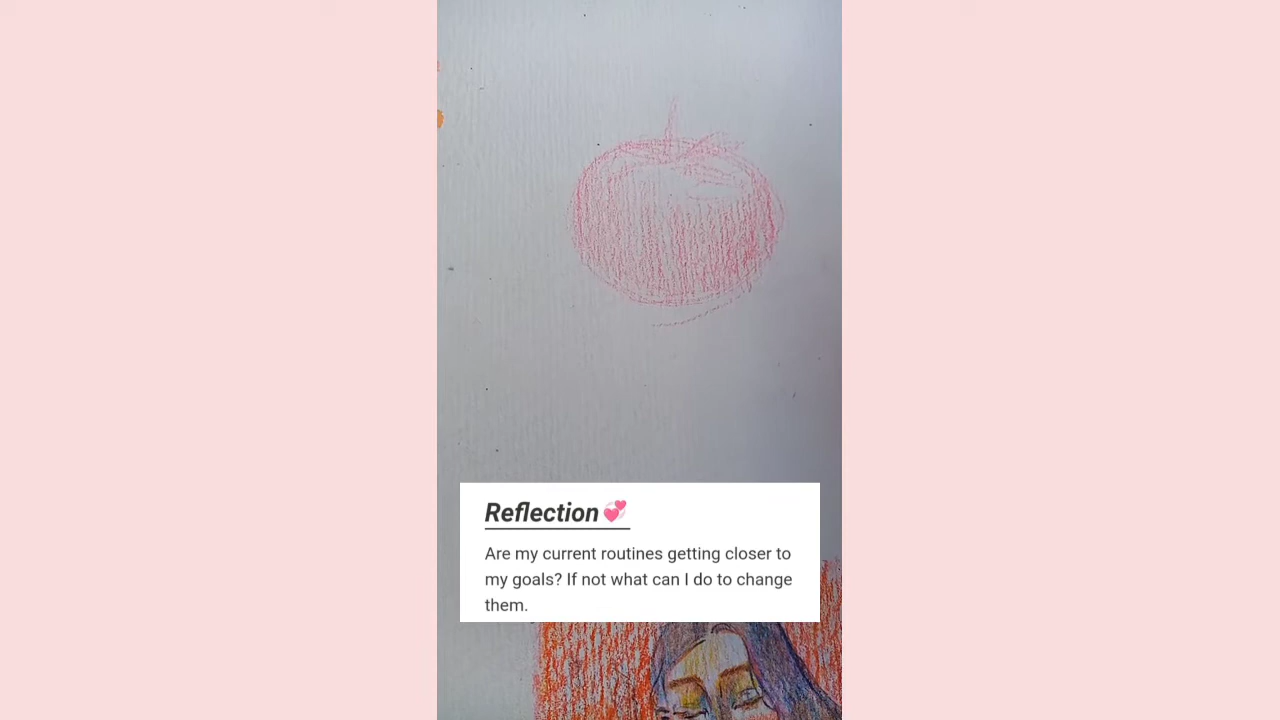 Reflection💞
Are my current routines getting closer to
my goals? If not what can I do to change
them.